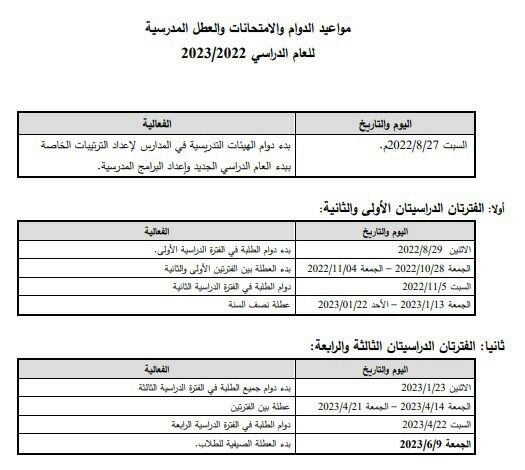 مواعيد الدوام والامتحانات والعطل المدرسية
للعام الدراسي 2023/2022
اليوم والتاريخ الفعالية
السبت 2022/8/27م. بدء دوام الهيئات التدريسية في المدارس لإعداد الترتيبات الخاصة
ببدء العام الدراسي الجديد وإعداد البرامج المدرسية.
أولا: الفترتان الدراسيتان الأولى والثانية:
اليوم والتاريخ الفعالية
الاثنين 2022/8/29 بدء دوام الطلبة في الفترة الدراسية الأولى.
الجمعة 2022/10/28 – الجمعة 2022/11/04 بدء العطلة بين الفترتين الأولى والثانية
السبت 2022/11/5 دوام الطلبة في الفترة الدراسية الثانية
الجمعة 2023/1/13 – الأحد 2023/01/22 عطلة نصف السنة
ثانيا: الفترتان الدراسيتان الثالثة والرابعة:
اليوم والتاريخ الفعالية
الاثنين 2023/1/23 بدء دوام جميع الطلبة في الفترة الدراسية الثالثة
الجمعة 2023/4/14 – الجمعة 2023/4/21 عطلة بين الفترتين
السبت 2023/4/22 دوام الطلبة في الفترة الدراسية الرابعة
الجمعة 2023/6/9 بدء العطلة الصيفية للطلاب.